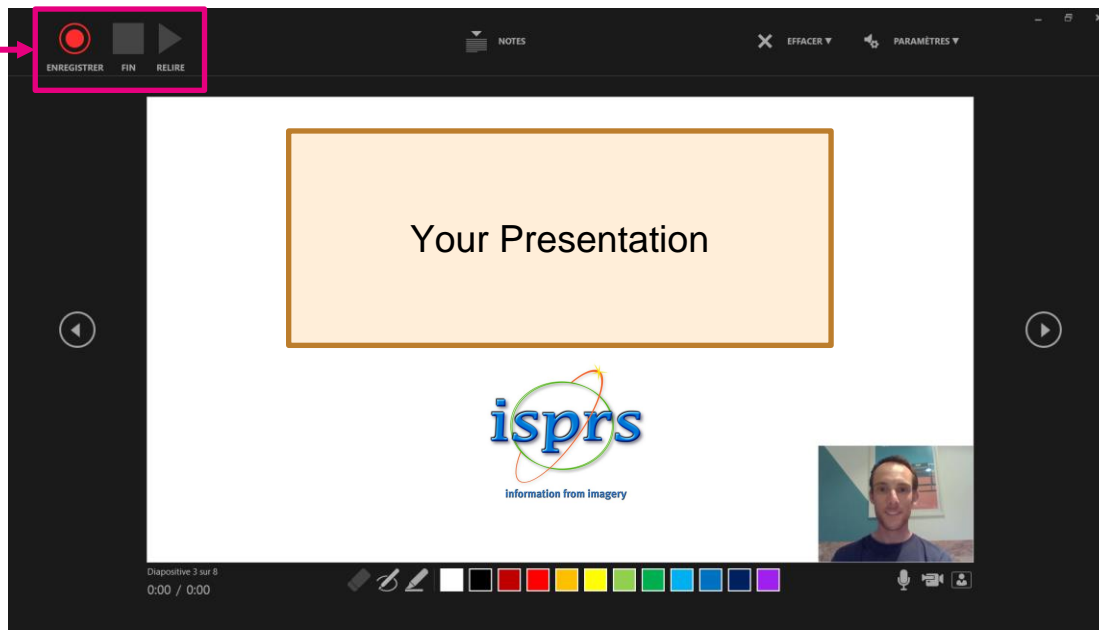 ENREGISTRER FIN RELIRE
NOTES
EFFACER
PARAMÈTRES
Your Presentation
isprs
information from imagery
Diapositive 3 sur 8
0:00 / 0:00